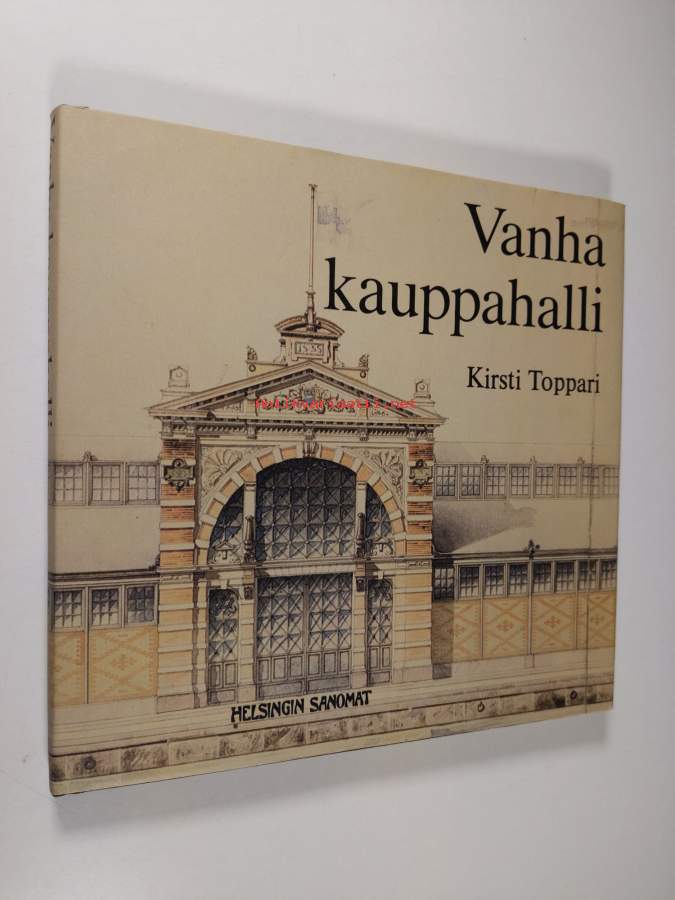 Vanha
kauppahalli
Kirsti Toppari
HELSINGIN SANOMAT